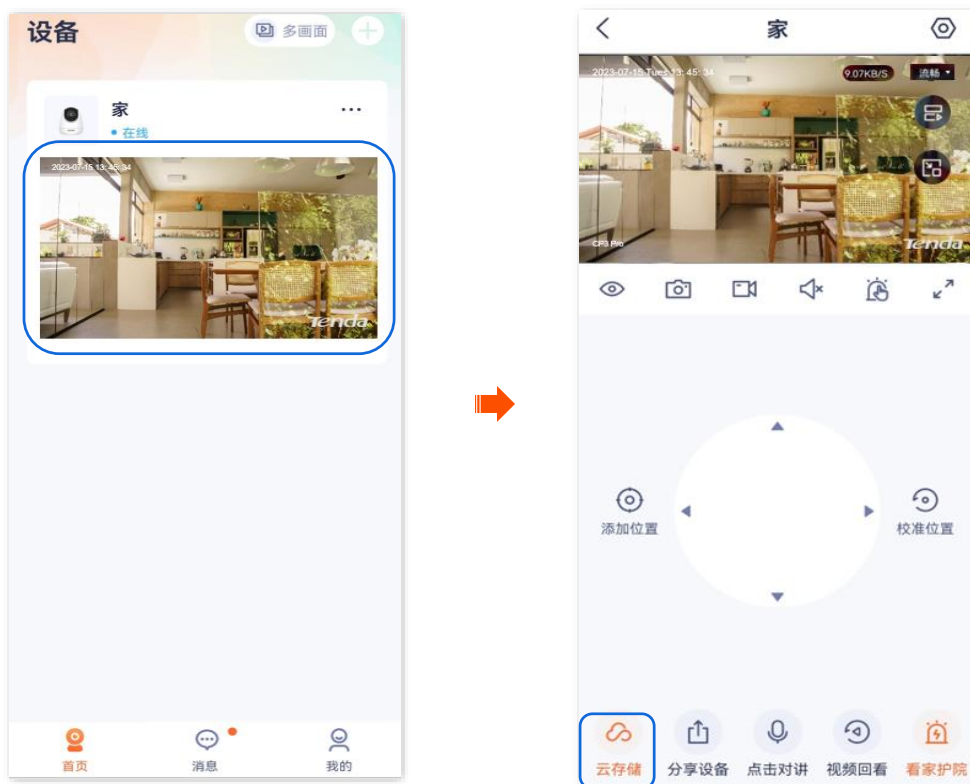 设备
多画面
家
在线
2023-07-15 13:45:34
Tenda
首页
消息
我的
家
2023-07-15 Tues 13:45:34
9.07KB/S
流畅
CP3 Pro
Tenda
添加位置
校准位置
云存储
分享设备
点击对讲
视频回看
看家护院